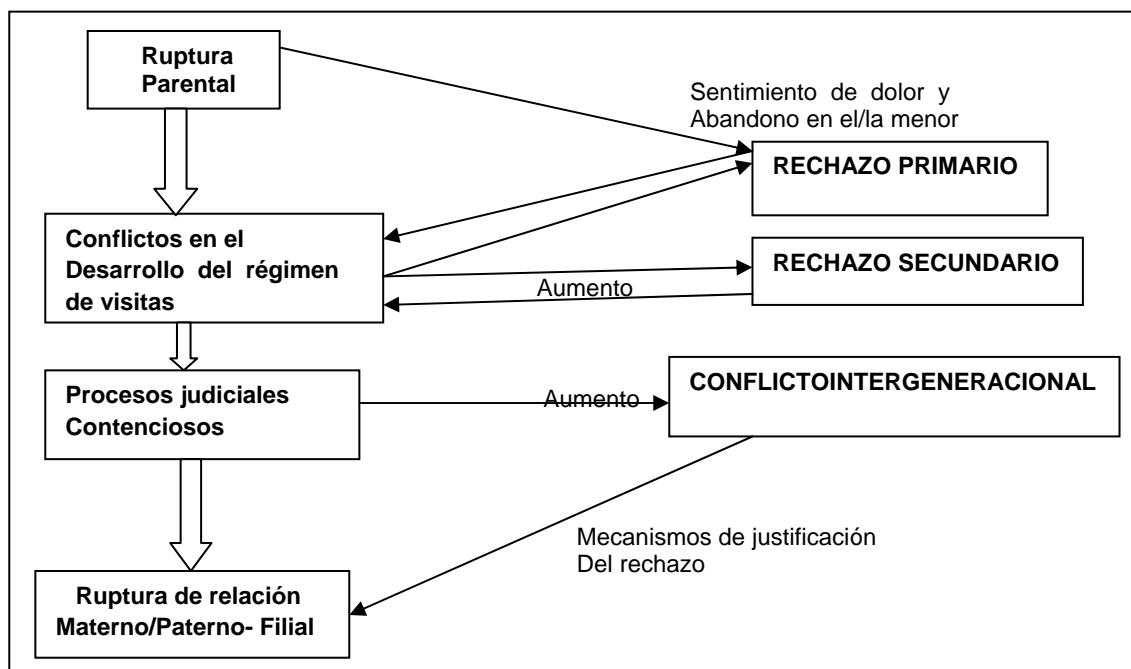 Ruptura
Parental
Sentimiento de dolor y
Abandono en el/la menor
RECHAZO PRIMARIO
Conflictos en el
Desarrollo del régimen
de visitas
RECHAZO SECUNDARIO
Aumento
Procesos judiciales
Contenciosos
Aumento
CONFLICTOINTERGENERACIONAL
Mecanismos de justificación
Del rechazo
Ruptura de relación
Materno/Paterno- Filial